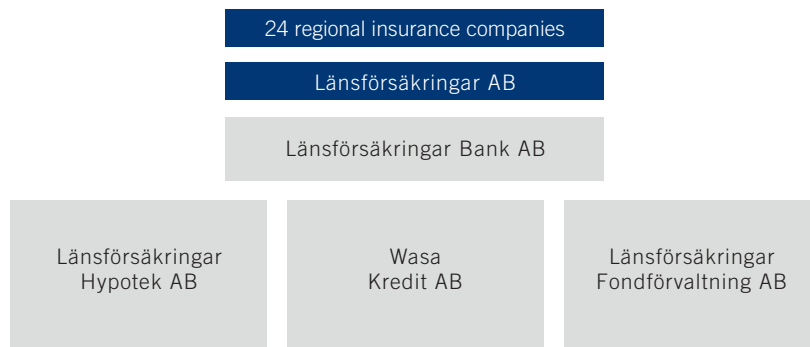 24 regional insurance companies
Länsförsäkringar AB
Länsförsäkringar Bank AB
Länsförsäkringar
Hypotek AB
Wasa
Kredit AB
Länsförsäkringar
Fondförvaltning AB